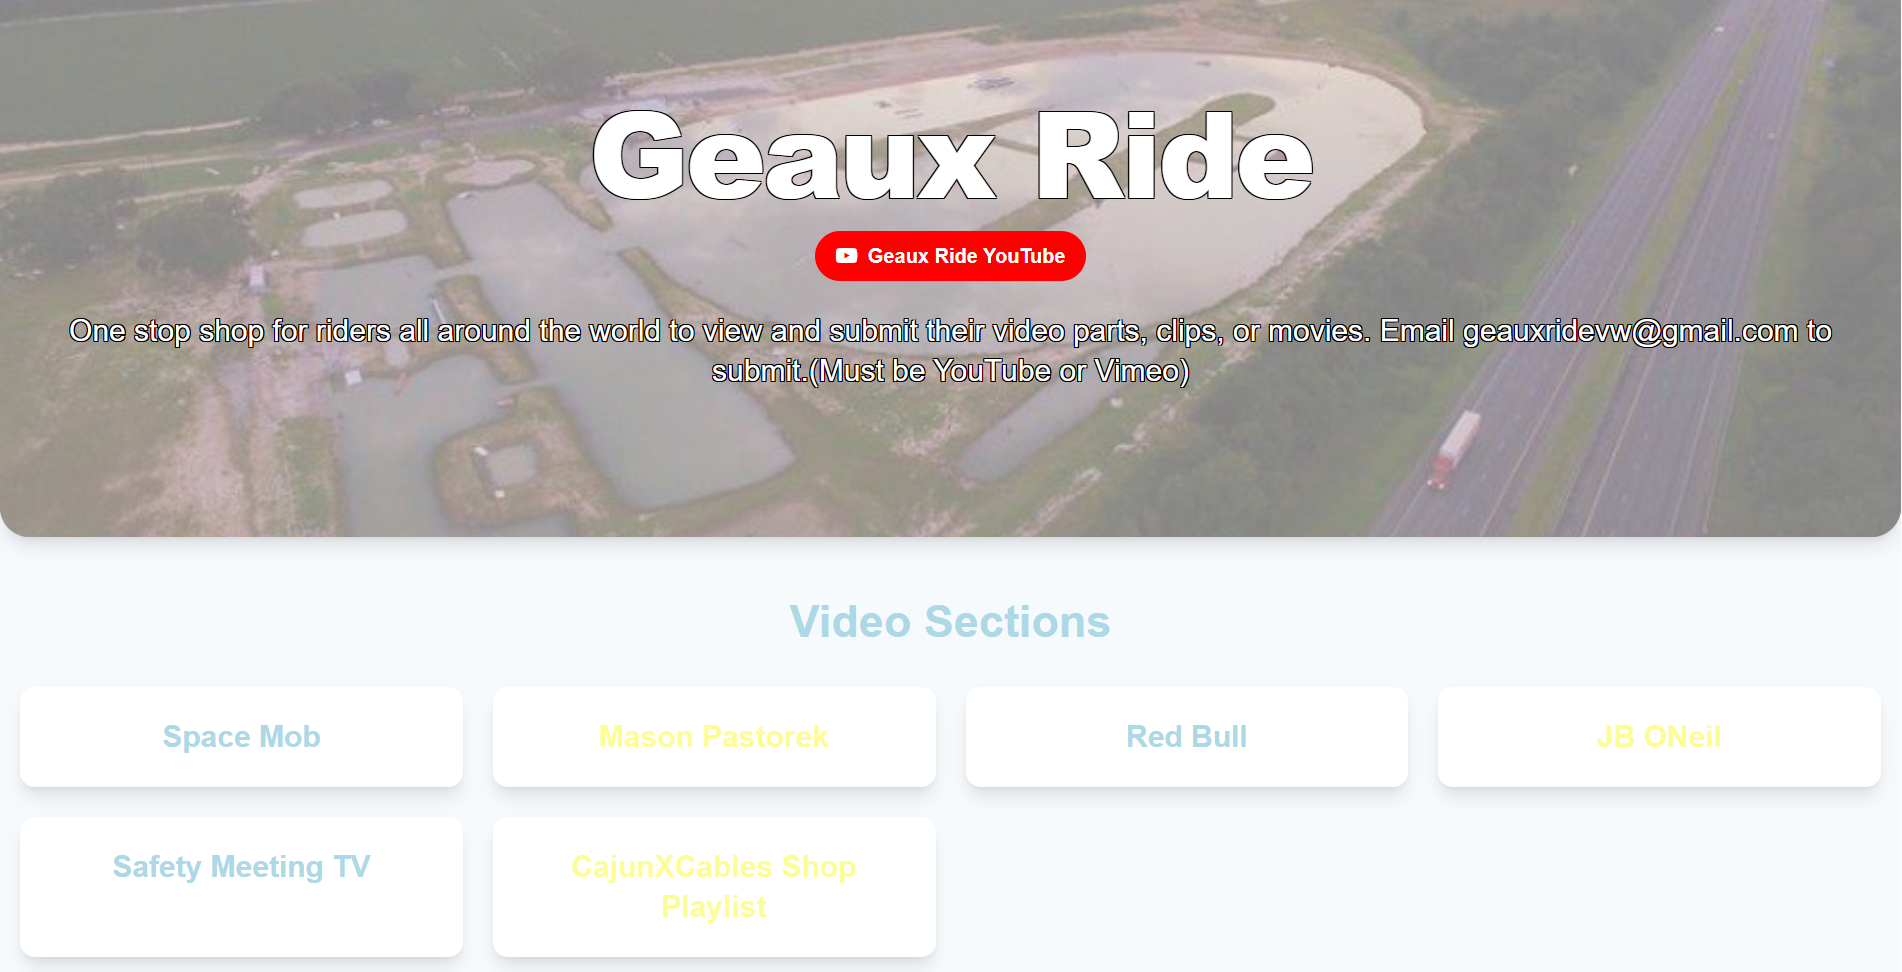 Geaux Ride
Geaux Ride YouTube
One stop shop for riders all around the world to view and submit their video parts, clips, or movies. Email geauxridevw@gmail.com to
submit.(Must be YouTube or Vimeo)
Video Sections
Space Mob
Mason Pastorek
Red Bull
JB ONeil
Safety Meeting TV
CajunXCables Shop
Playlist